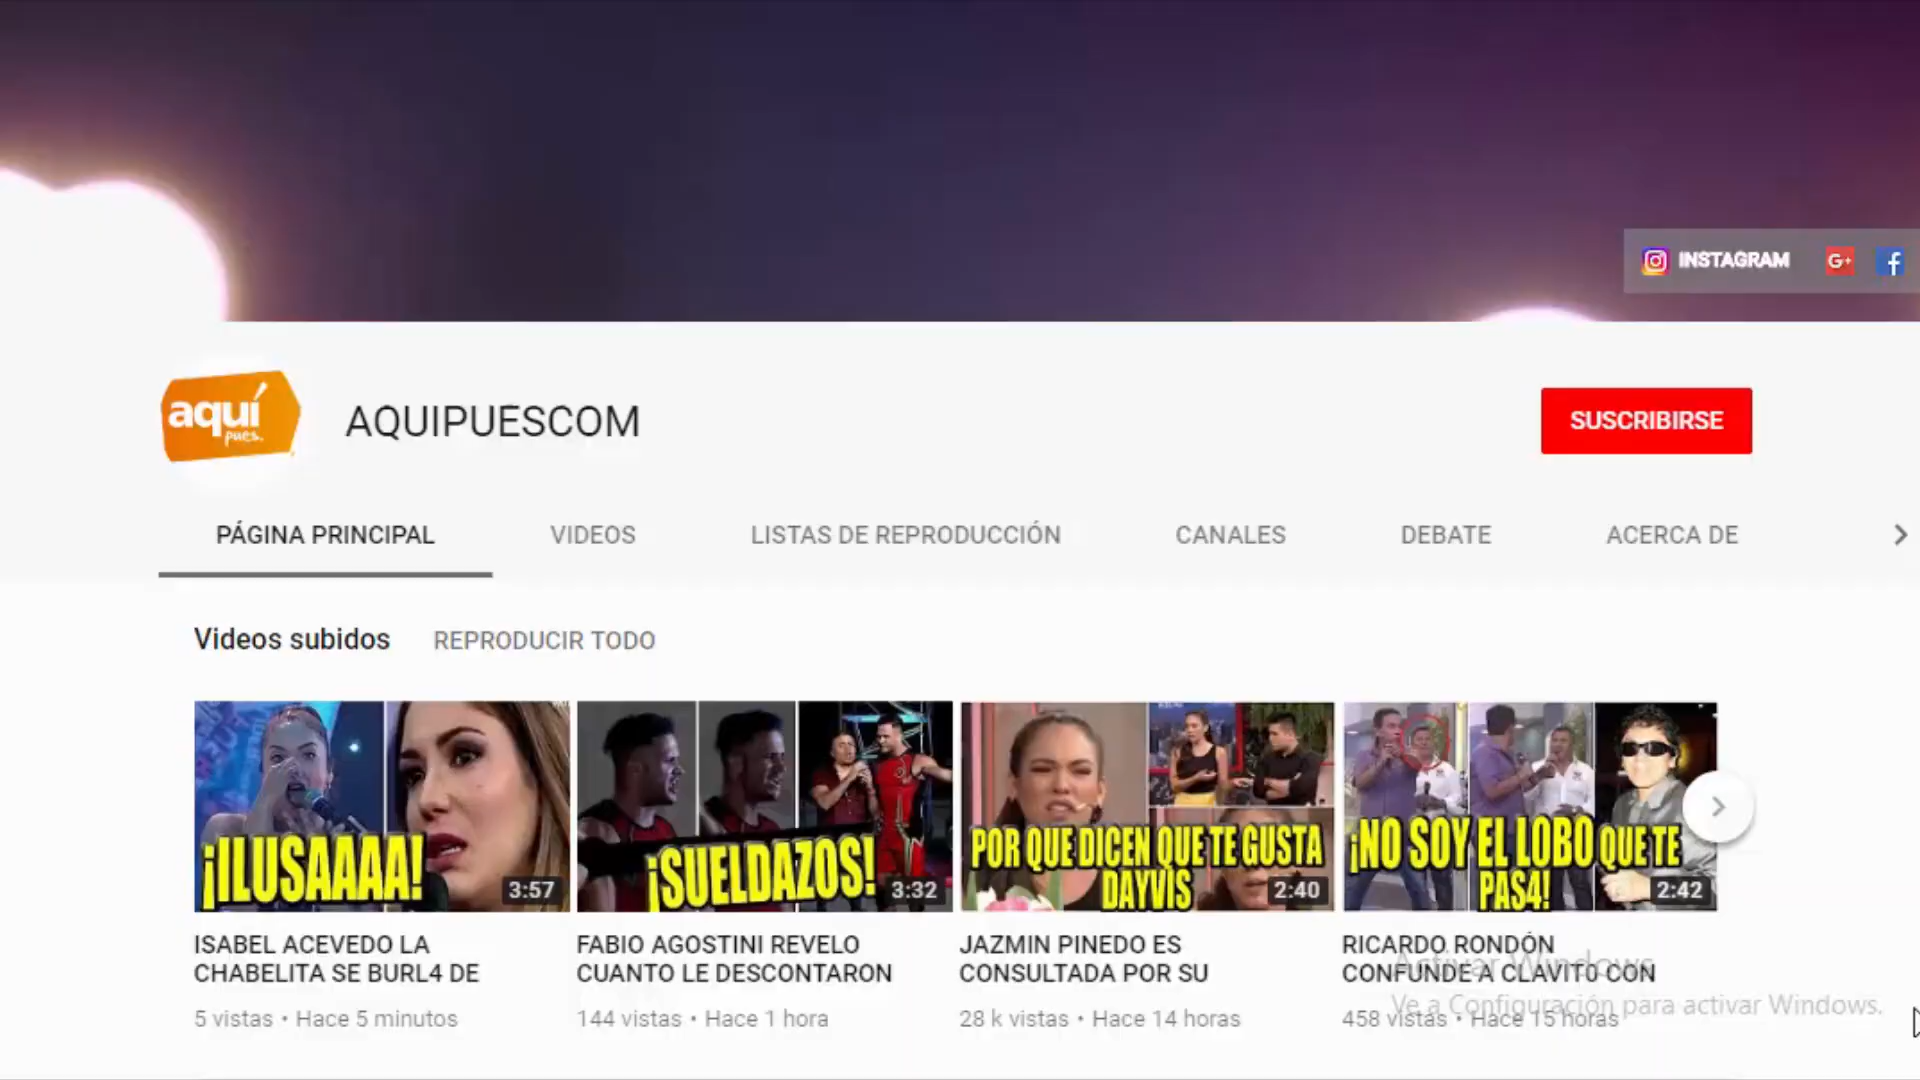 INSTAGRAM
G+
aquí
pues.
AQUIPUESCOM
SUSCRIBIRSE
PÁGINA PRINCIPAL
VIDEOS
LISTAS DE REPRODUCCIÓN
CANALES
DEBATE
ACERCA DE
Videos subidos
REPRODUCIR TODO
¡ILUSAAAA!
3:57
¡SUELDAZOS!
3:32
POR QUE DICEN QUE TE GUSTA
DAYVIS
2:40
¡NO SOY EL LOBO QUE TE
PAS4!
2:42
ISABEL ACEVEDO LA
CHABELITA SE BURL4 DE
5 vistas • Hace 5 minutos
FABIO AGOSTINI REVELO
CUANTO LE DESCONTARON
144 vistas • Hace 1 hora
JAZMIN PINEDO ES
CONSULTADA POR SU
28 k vistas • Hace 14 horas
RICARDO RONDÓN
CONFUNDE A CLAVIT0 CON
458 vistas • Hace 15 horas
Activar Windows
Ve a Configuración para activar Windows.